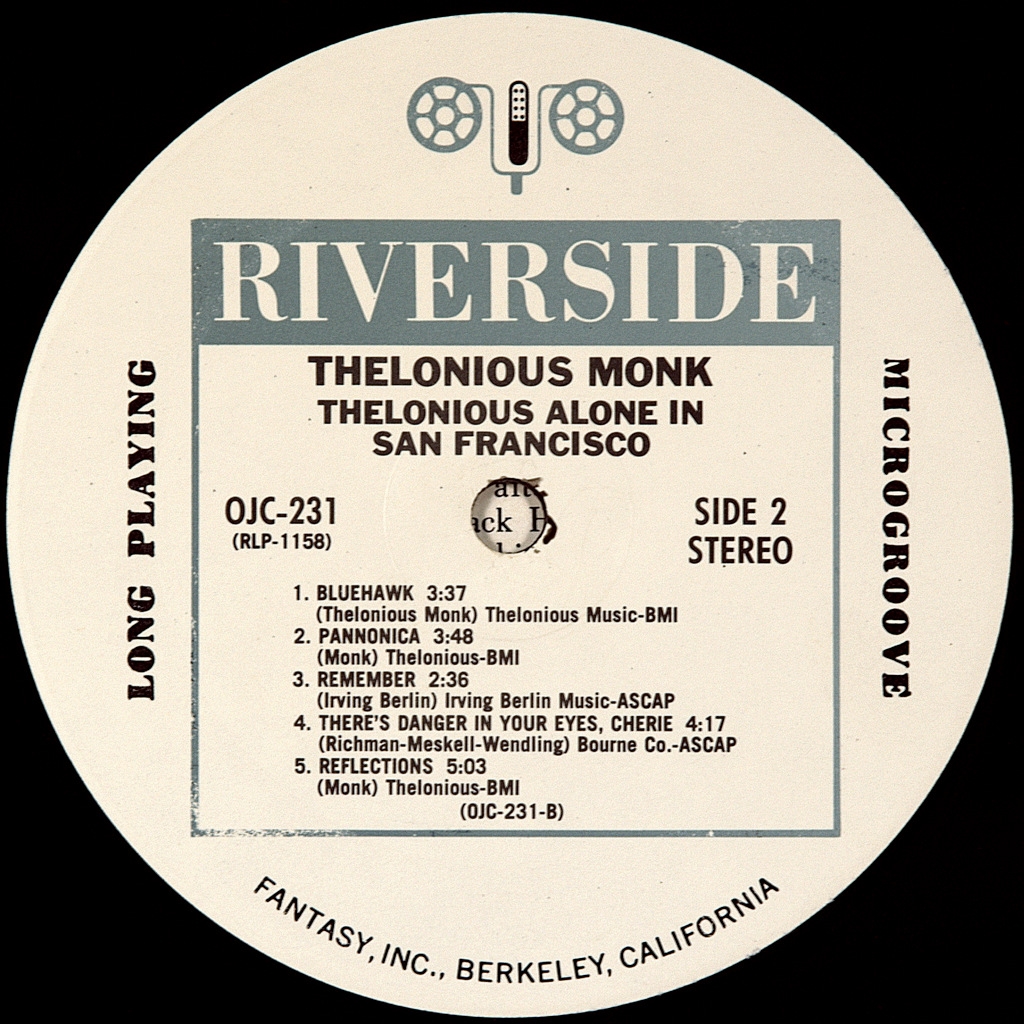 RIVERSIDE
THELONIOUS MONK
THELONIOUS ALONE IN
SAN FRANCISCO
LONG PLAYING
MICROGROOVE
OJC-231
(RLP-1158)
SIDE 2
STEREO
1. BLUEHAWK 3:37
(Thelonious Monk) Thelonious Music-BMI
2. PANNONICA 3:48
(Monk) Thelonious-BMI
3. REMEMBER 2:36
(Irving Berlin) Irving Berlin Music-ASCAP
4. THERE'S DANGER IN YOUR EYES, CHERIE 4:17
(Richman-Meskell-Wendling) Bourne Co.-ASCAP
5. REFLECTIONS 5:03
(Monk) Thelonious-BMI
(OJC-231-B)
FANTASY, INC., BERKELEY, CALIFORNIA